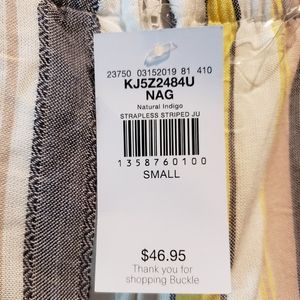 23750 03152019 81 410
KJ5Z2484U
NAG
Natural Indigo
STRAPLESS STRIPED JU
1358760100
SMALL
$46.95
Thank you for
shopping Buckle